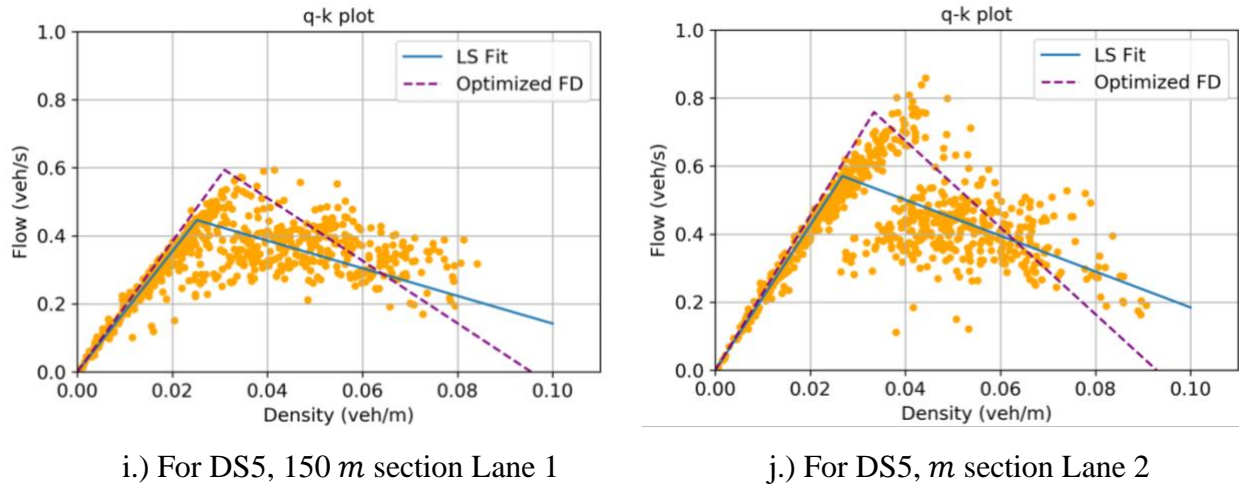 q-k plot
1.0
0.8
0.6
0.4
0.2
0.0
Flow (veh/s)
LS Fit
Optimized FD
0.00 0.02 0.04 0.06 0.08 0.10
Density (veh/m)
i.) For DS5, 150 m section Lane 1
q-k plot
1.0
0.8
0.6
0.4
0.2
0.0
Flow (veh/s)
LS Fit
Optimized FD
0.00 0.02 0.04 0.06 0.08 0.10
Density (veh/m)
j.) For DS5, m section Lane 2